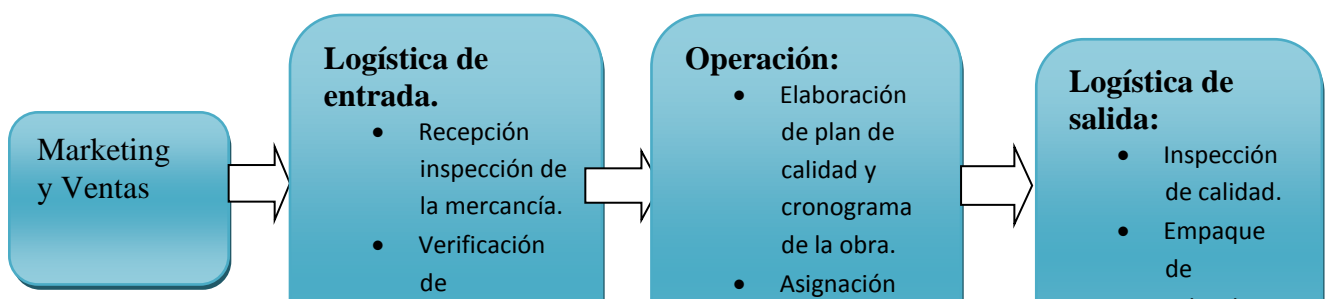 Marketing
y Ventas
Logística de
entrada.
• Recepción
inspección de
la mercancía.
• Verificación
de
Operación:
• Elaboración
de plan de
calidad y
cronograma
de la obra.
• Asignación
Logística de
salida:
• Inspección
de calidad.
• Empaque
de